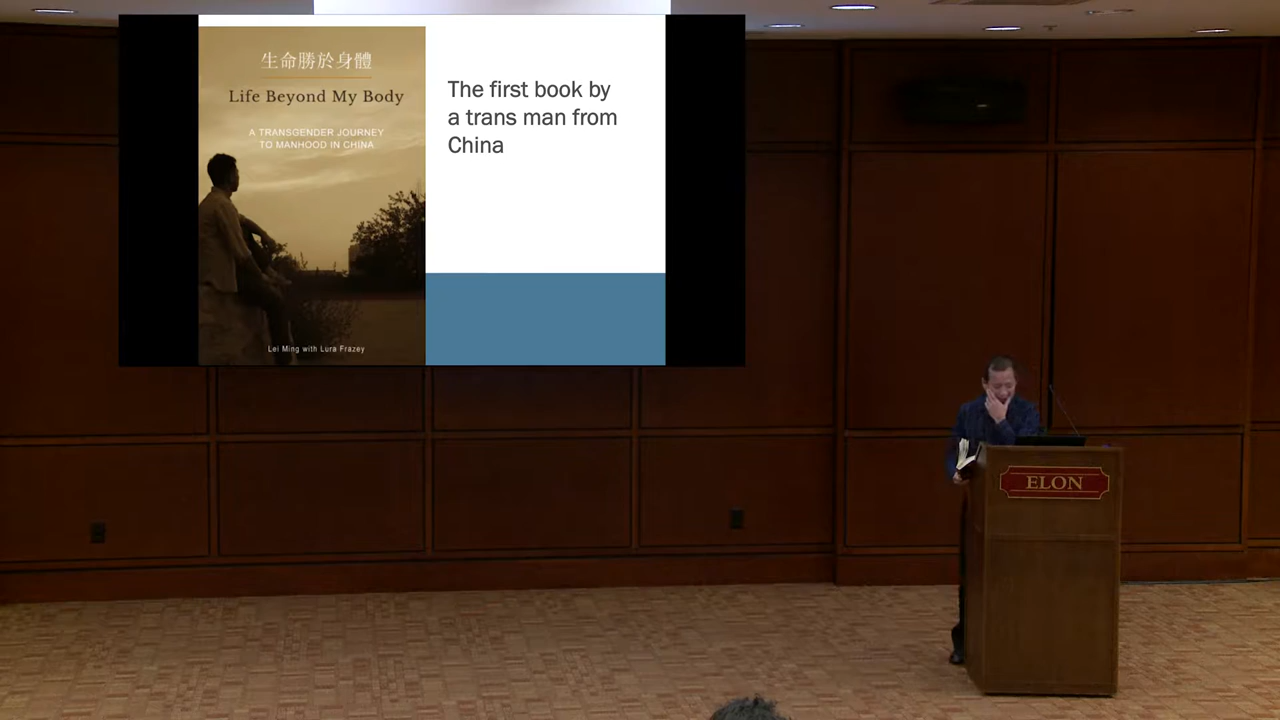 生命勝於身體
Life Beyond My Body
A TRANSGENDER JOURNEY
TO MANHOOD IN CHINA
Lei Ming with Lura Frazey
The first book by
a trans man from
China
ELON